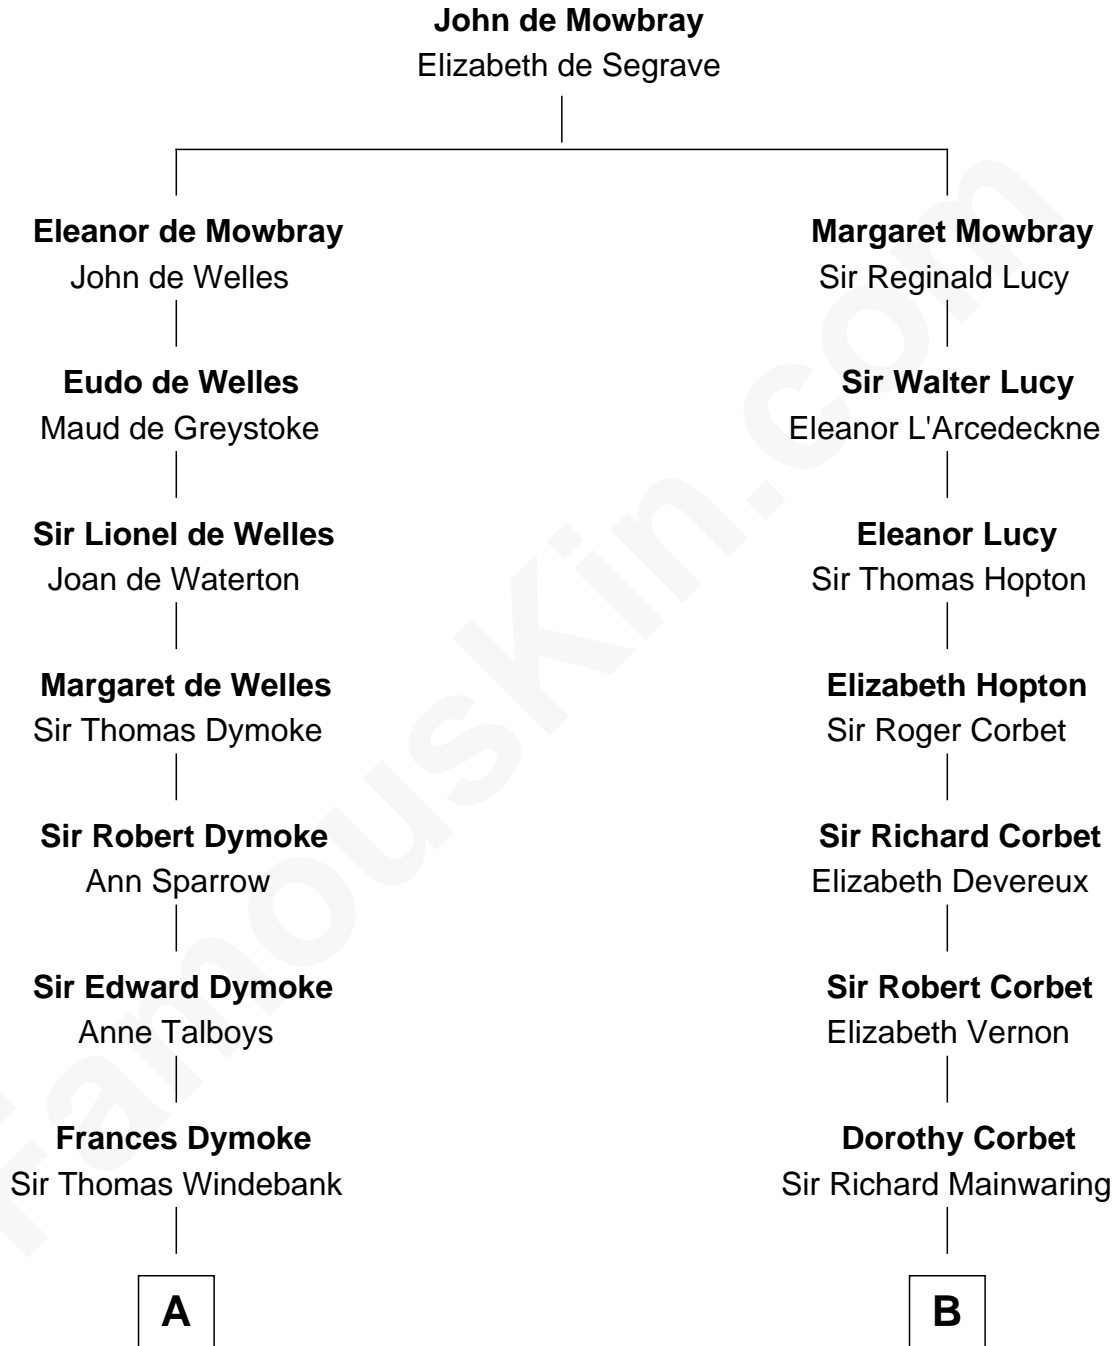 John de Mowbray
Elizabeth de Segrave
Eleanor de Mowbray
John de Welles
Margaret Mowbray
Sir Reginald Lucy
Eudo de Welles
Maud de Greystoke
Sir Walter Lucy
Eleanor L'Arcedeckne
Sir Lionel de Welles
Joan de Waterton
Eleanor Lucy
Sir Thomas Hopton
Margaret de Welles
Sir Thomas Dymoke
Elizabeth Hopton
Sir Roger Corbet
Sir Robert Dymoke
Ann Sparrow
Sir Richard Corbet
Elizabeth Devereux
Sir Edward Dymoke
Anne Talboys
Sir Robert Corbet
Elizabeth Vernon
Frances Dymoke
Sir Thomas Windebank
Dorothy Corbet
Sir Richard Mainwaring
A
B
FamousKin.com